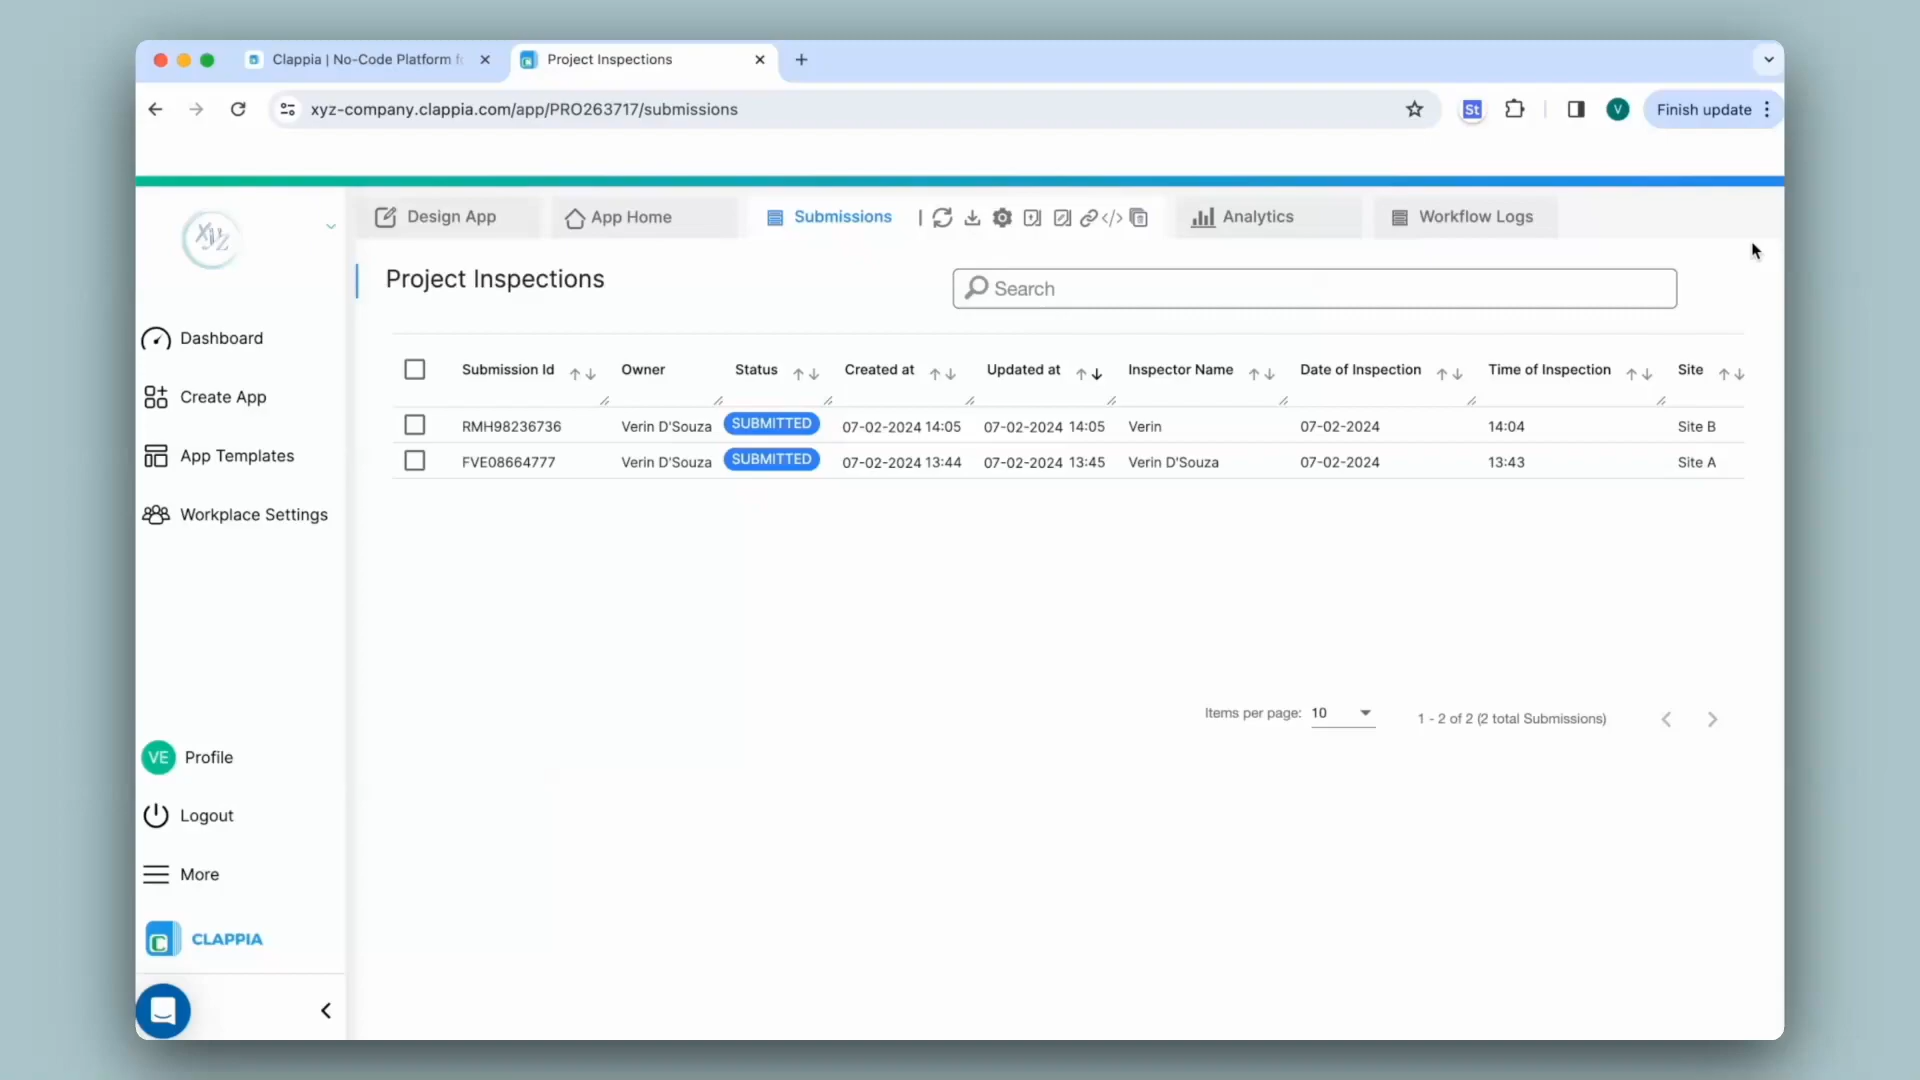 Clappia | No-Code Platform f
Project Inspections
xyz-company.clappia.com/app/PRO263717/submissions
St
V
Finish update
XYZ
Design App
App Home
Submissions
Analytics
Workflow Logs
Project Inspections
Search
Dashboard
Create App
App Templates
Workplace Settings
Submission Id Owner Status Created at Updated at Inspector Name Date of Inspection Time of Inspection Site
RMH98236736 Verin D'Souza SUBMITTED 07-02-2024 14:05 07-02-2024 14:05 Verin 07-02-2024 14:04 Site B
FVE08664777 Verin D'Souza SUBMITTED 07-02-2024 13:44 07-02-2024 13:45 Verin D'Souza 07-02-2024 13:43 Site A
Items per page: 10 1 - 2 of 2 (2 total Submissions)
VE Profile
Logout
More
C CLAPPIA